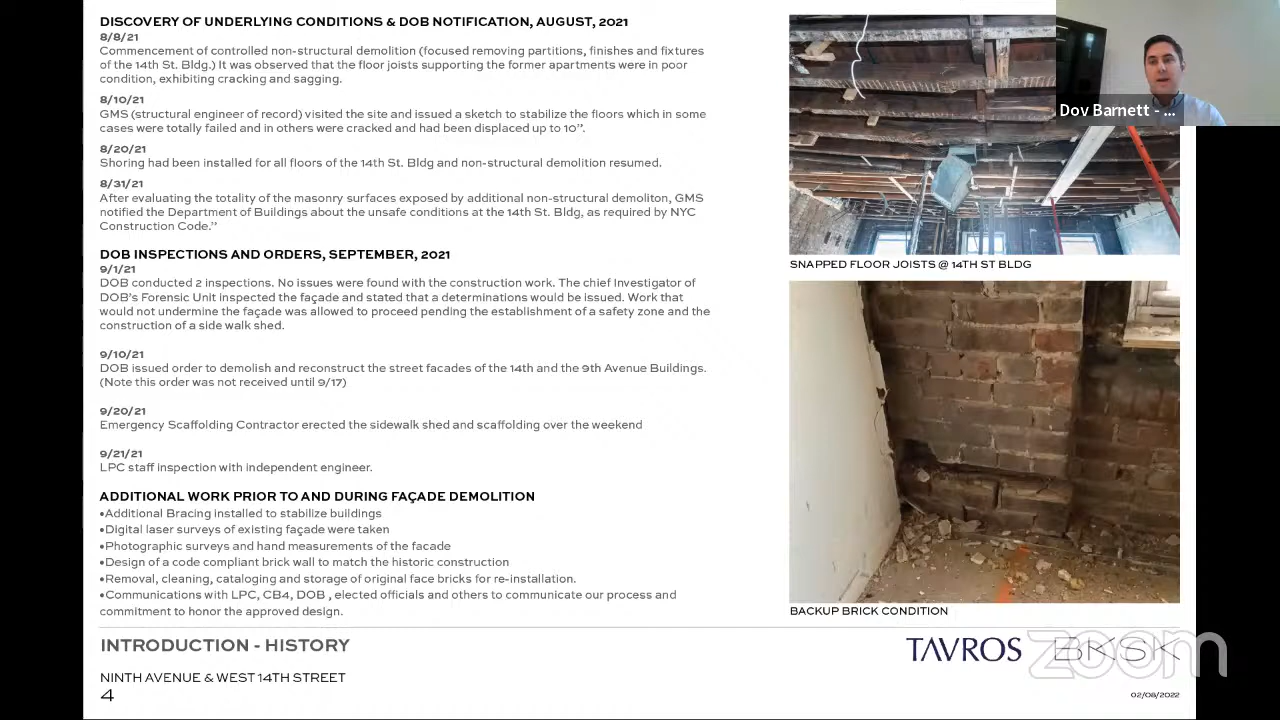 DISCOVERY OF UNDERLYING CONDITIONS & DOB NOTIFICATION, AUGUST, 2021
8/8/21
Commencement of controlled non-structural demolition (focused removing partitions, finishes and fixtures
of the 14th St. Bldg.) It was observed that the floor joists supporting the former apartments were in poor
condition, exhibiting cracking and sagging.
8/10/21
GMS (structural engineer of record) visited the site and issued a sketch to stabilize the floors which in some
cases were totally failed and in others were cracked and had been displaced up to 10”.
8/20/21
Shoring had been installed for all floors of the 14th St. Bldg and non-structural demolition resumed.
8/31/21
After evaluating the totality of the masonry surfaces exposed by additional non-structural demoliton, GMS
notified the Department of Buildings about the unsafe conditions at the 14th St. Bldg, as required by NYC
Construction Code.”
DOB INSPECTIONS AND ORDERS, SEPTEMBER, 2021
9/1/21
DOB conducted 2 inspections. No issues were found with the construction work. The chief Investigator of
DOB’s Forensic Unit inspected the façade and stated that a determinations would be issued. Work that
would not undermine the façade was allowed to proceed pending the establishment of a safety zone and the
construction of a side walk shed.
9/10/21
DOB issued order to demolish and reconstruct the street facades of the 14th and the 9th Avenue Buildings.
(Note this order was not received until 9/17)
9/20/21
Emergency Scaffolding Contractor erected the sidewalk shed and scaffolding over the weekend
9/21/21
LPC staff inspection with independent engineer.
ADDITIONAL WORK PRIOR TO AND DURING FAÇADE DEMOLITION
•Additional Bracing installed to stabilize buildings
•Digital laser surveys of existing façade were taken
•Photographic surveys and hand measurements of the facade
•Design of a code compliant brick wall to match the historic construction
•Removal, cleaning, cataloging and storage of original face bricks for re-installation.
•Communications with LPC, CB4, DOB , elected officials and others to communicate our process and
commitment to honor the approved design.
INTRODUCTION - HISTORY
NINTH AVENUE & WEST 14TH STREET
4
Dov Barnett - ...
SNAPPED FLOOR JOISTS @ 14TH ST BLDG
BACKUP BRICK CONDITION
TAVROS BKSK
zoom
02/08/2022